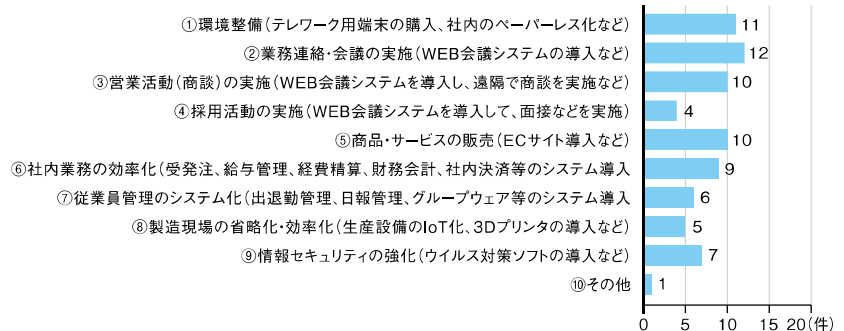 ①環境整備(テレワーク用端末の購入、社内のペーパーレス化など) 11
②業務連絡・会議の実施(WEB会議システムの導入など) 12
③営業活動(商談)の実施(WEB会議システムを導入し、遠隔で商談を実施など) 10
④採用活動の実施(WEB会議システムを導入して、面接などを実施) 4
⑤商品・サービスの販売(ECサイト導入など) 10
⑥社内業務の効率化(受発注、給与管理、経費精算、財務会計、社内決済等のシステム導入 9
⑦従業員管理のシステム化(出退勤管理、日報管理、グループウェア等のシステム導入 6
⑧製造現場の省略化・効率化(生産設備のIoT化、3Dプリンタの導入など) 5
⑨情報セキュリティの強化(ウイルス対策ソフトの導入など) 7
⑩その他 1
0 5 10 15 20(件)